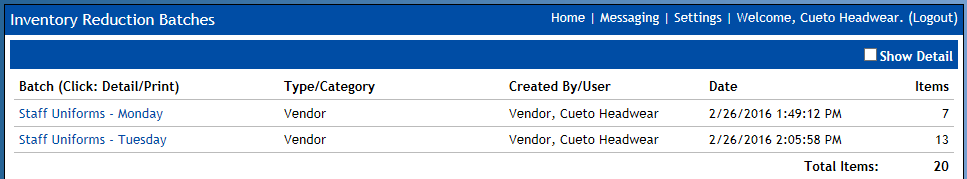 Inventory Reduction Batches Home | Messaging | Settings | Welcome, Cueto Headwear. (Logout)
Show Detail
Batch (Click: Detail/Print) Type/Category Created By/User Date Items
Staff Uniforms - Monday Vendor Vendor, Cueto Headwear 2/26/2016 1:49:12 PM 7
Staff Uniforms - Tuesday Vendor Vendor, Cueto Headwear 2/26/2016 2:05:58 PM 13
Total Items: 20